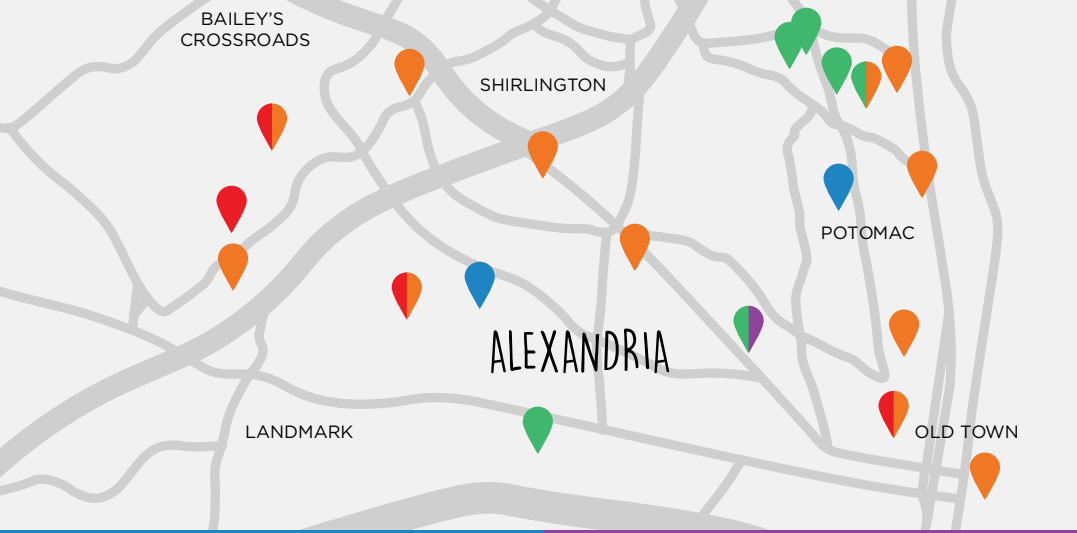 BAILEY’S
CROSSROADS
SHIRLINGTON
POTOMAC
ALEXANDRIA
LANDMARK
OLD TOWN